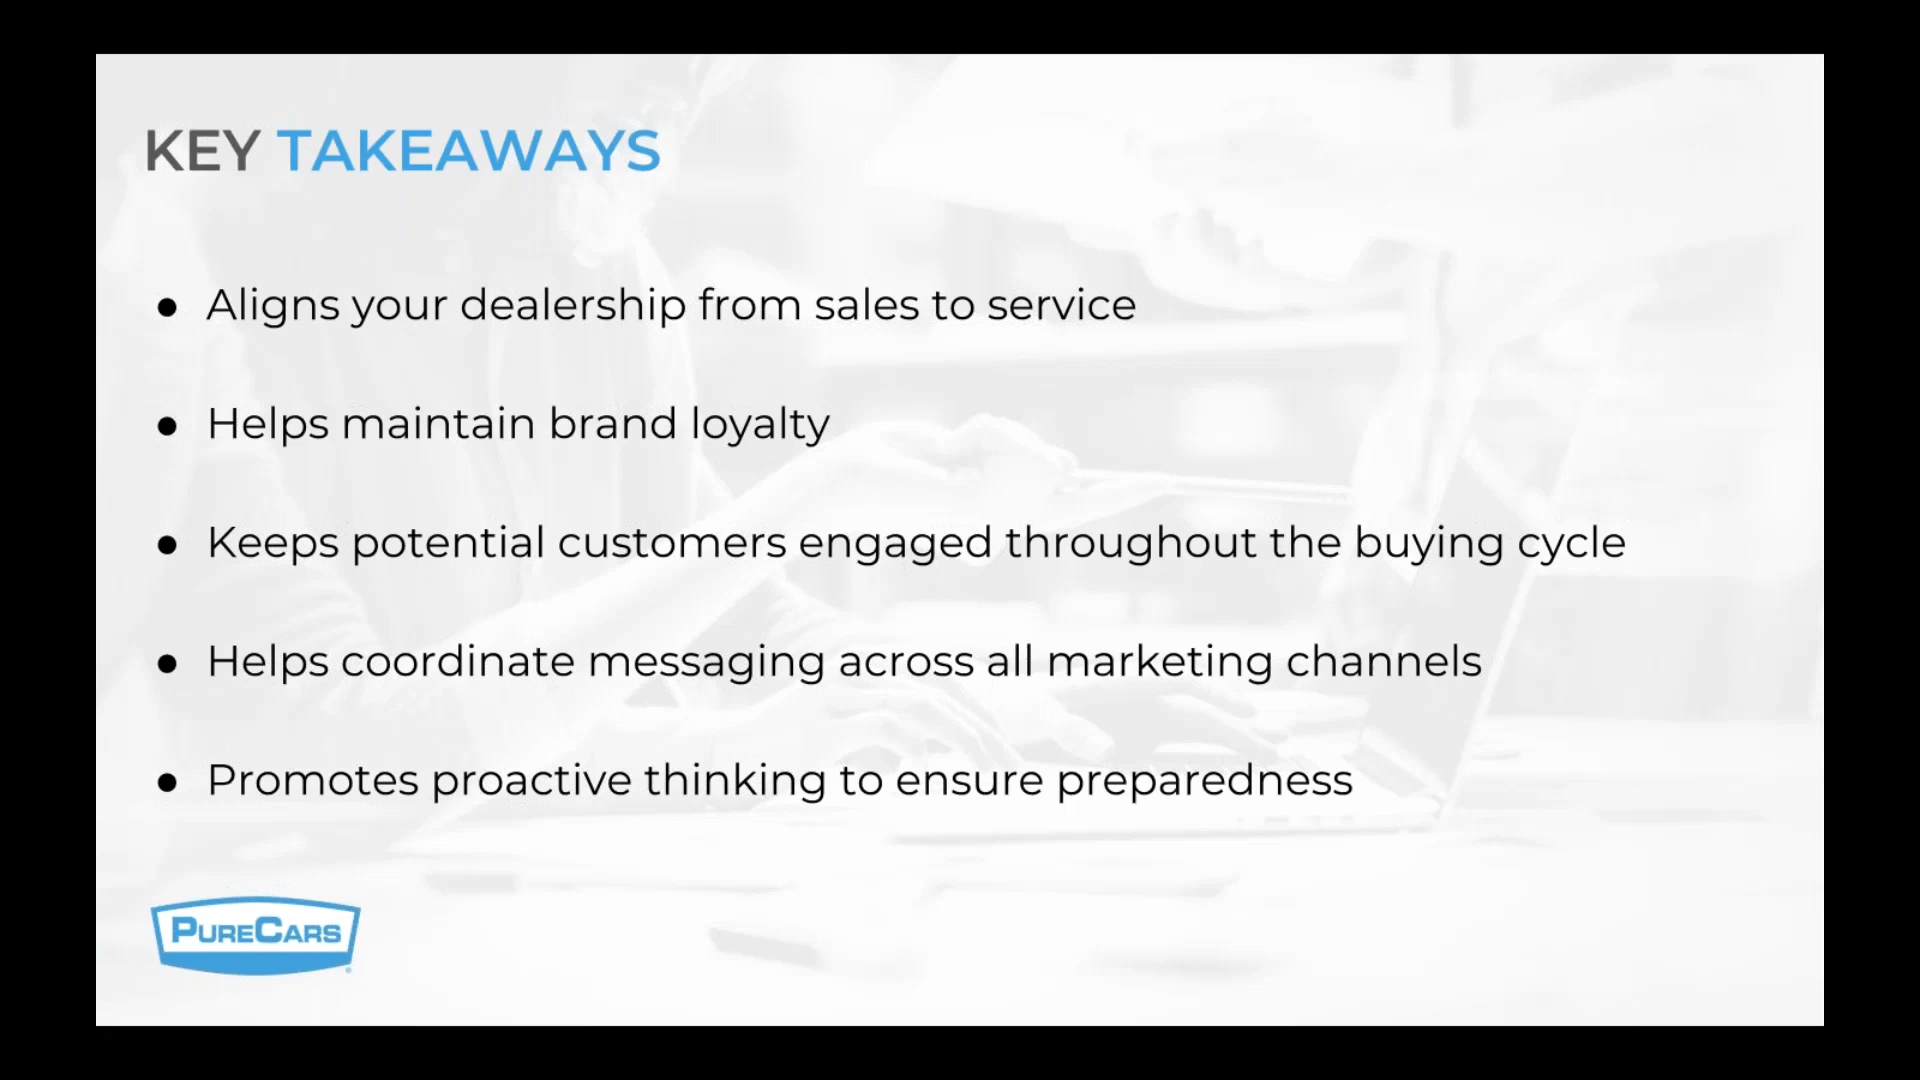 KEY TAKEAWAYS
● Aligns your dealership from sales to service
● Helps maintain brand loyalty
● Keeps potential customers engaged throughout the buying cycle
● Helps coordinate messaging across all marketing channels
● Promotes proactive thinking to ensure preparedness
PURECARS